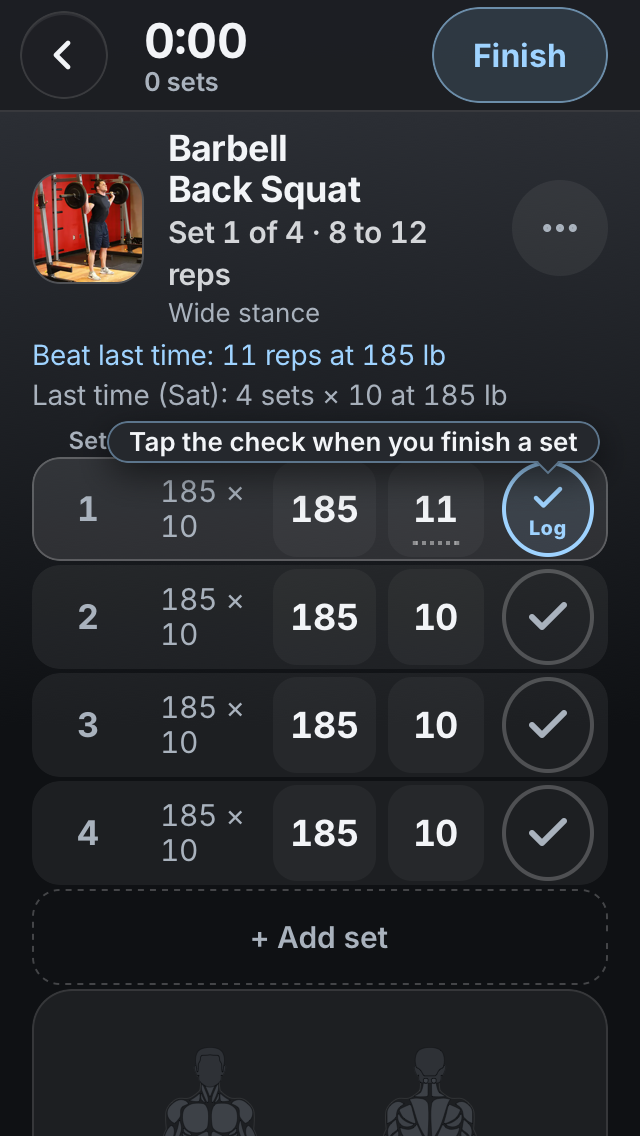 0:00
0 sets
Finish
Barbell
Back Squat
Set 1 of 4 · 8 to 12
reps
Wide stance
Beat last time: 11 reps at 185 lb
Last time (Sat): 4 sets × 10 at 185 lb
Set
Tap the check when you finish a set
1
185 ×
10
185
11
Log
2
185 ×
10
185
10
3
185 ×
10
185
10
4
185 ×
10
185
10
+ Add set